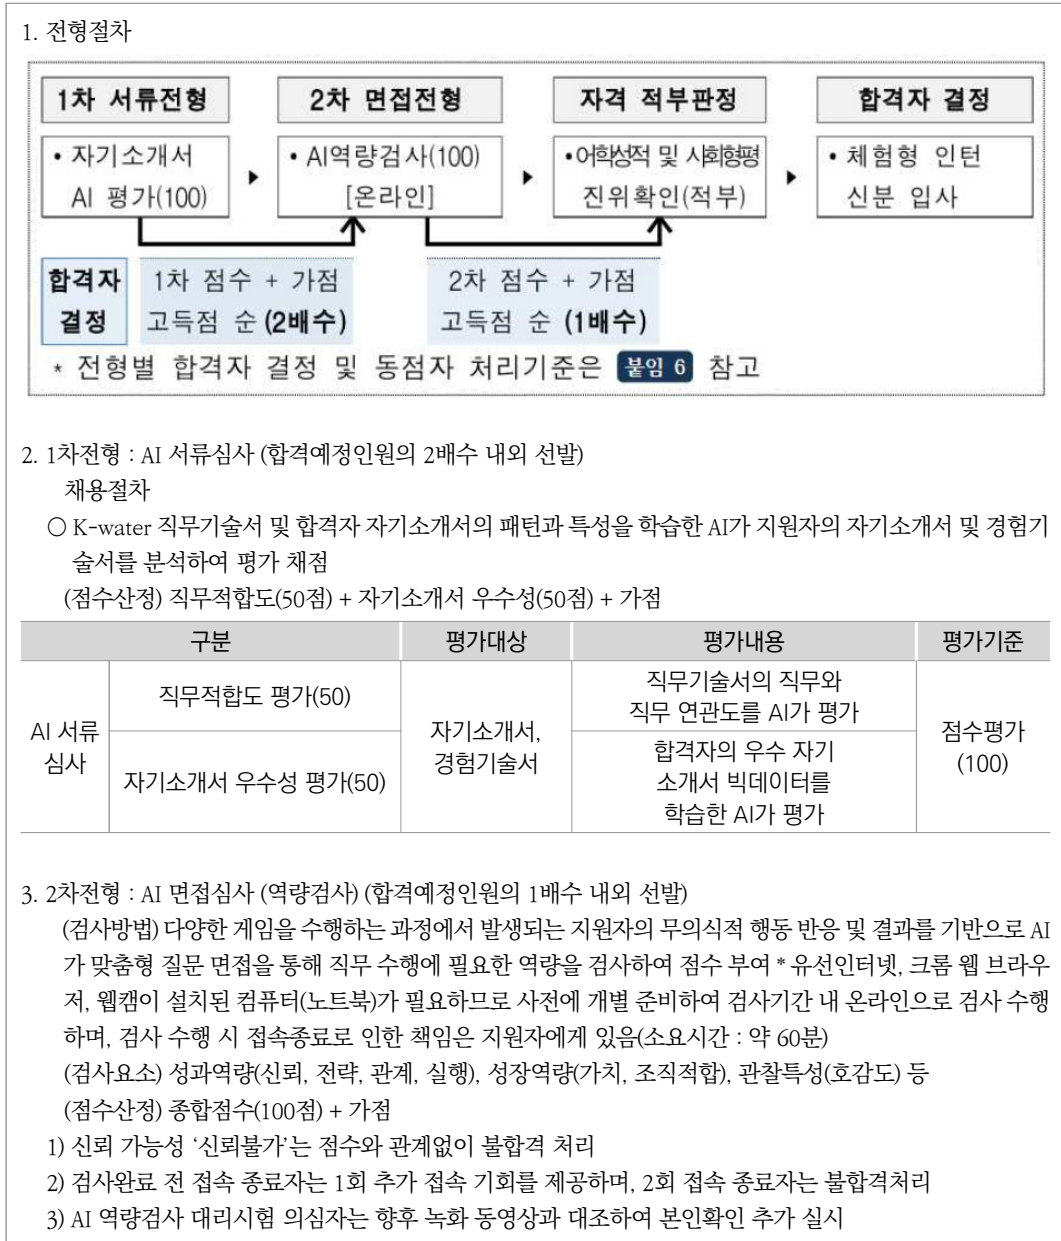 1. 전형절차
1차 서류전형
2차 면접전형
자격 적부판정
합격자 결정
• 자기소개서
AI 평가(100)
• AI역량검사(100)
[온라인]
•어학성적 및 사회형평
진위확인(적부)
• 체험형 인턴
신분 입사
합격자
결정
1차 점수 + 가점
고득점 순 (2배수)
2차 점수 + 가점
고득점 순 (1배수)
* 전형별 합격자 결정 및 동점자 처리기준은 붙임 6 참고
2. 1차전형 : AI 서류심사 (합격예정인원의 2배수 내외 선발)
채용절차
○ K-water 직무기술서 및 합격자 자기소개서의 패턴과 특성을 학습한 AI가 지원자의 자기소개서 및 경험기
술서를 분석하여 평가 채점
(점수산정) 직무적합도(50점) + 자기소개서 우수성(50점) + 가점
구분 평가대상 평가내용 평가기준
AI 서류
심사
직무적합도 평가(50)
자기소개서 우수성 평가(50)
자기소개서,
경험기술서
직무기술서의 직무와
직무 연관도를 AI가 평가
합격자의 우수 자기
소개서 빅데이터를
학습한 AI가 평가
점수평가
(100)
3. 2차전형 : AI 면접심사 (역량검사) (합격예정인원의 1배수 내외 선발)
(검사방법) 다양한 게임을 수행하는 과정에서 발생되는 지원자의 무의식적 행동 반응 및 결과를 기반으로 AI
가 맞춤형 질문 면접을 통해 직무 수행에 필요한 역량을 검사하여 점수 부여 * 유선인터넷, 크롬 웹 브라우
저, 웹캠이 설치된 컴퓨터(노트북)가 필요하므로 사전에 개별 준비하여 검사기간 내 온라인으로 검사 수행
하며, 검사 수행 시 접속종료로 인한 책임은 지원자에게 있음(소요시간 : 약 60분)
(검사요소) 성과역량(신뢰, 전략, 관계, 실행), 성장역량(가치, 조직적합), 관찰특성(호감도) 등
(점수산정) 종합점수(100점) + 가점
1) 신뢰 가능성 ‘신뢰불가’는 점수와 관계없이 불합격 처리
2) 검사완료 전 접속 종료자는 1회 추가 접속 기회를 제공하며, 2회 접속 종료자는 불합격처리
3) AI 역량검사 대리시험 의심자는 향후 녹화 동영상과 대조하여 본인확인 추가 실시